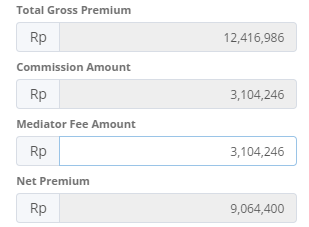 Total Gross Premium
Rp 12,416,986
Commission Amount
Rp 3,104,246
Mediator Fee Amount
Rp 3,104,246
Net Premium
Rp 9,064,400